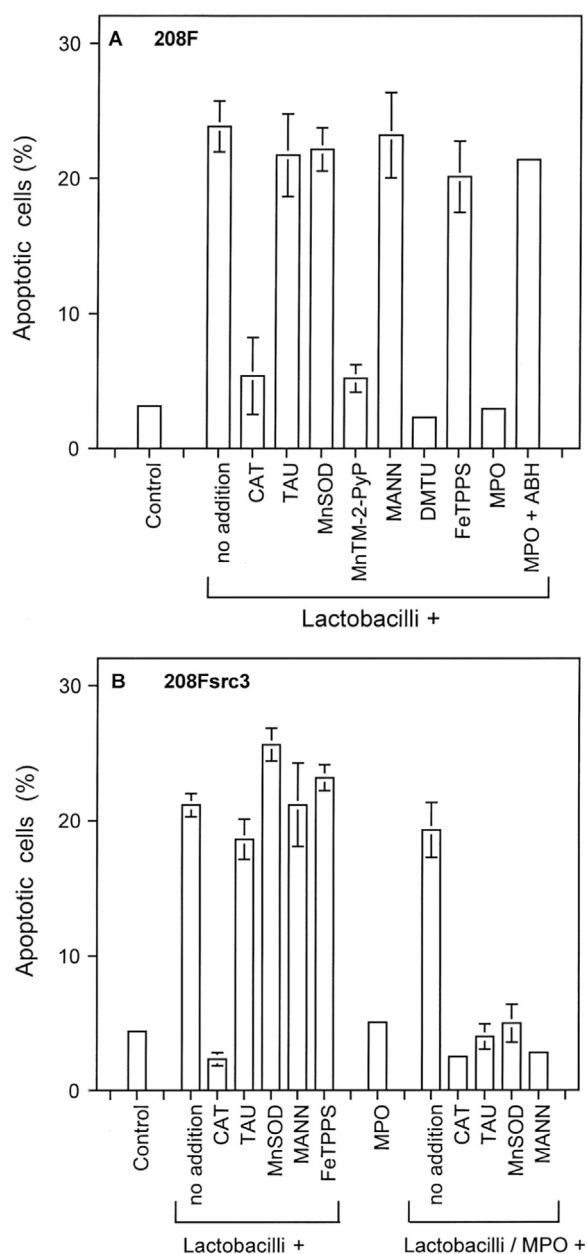 A 208F
Apoptotic cells (%)
30
20
10
0
Control
no addition
CAT
TAU
MnSOD
MnTM-2-PyP
MANN
DMTU
FeTPPS
MPO
MPO + ABH
Lactobacilli +
B 208Fsrc3
Apoptotic cells (%)
30
20
10
0
Control
no addition
CAT
TAU
MnSOD
MANN
FeTPPS
MPO
no addition
CAT
TAU
MnSOD
MANN
Lactobacilli +
Lactobacilli / MPO +